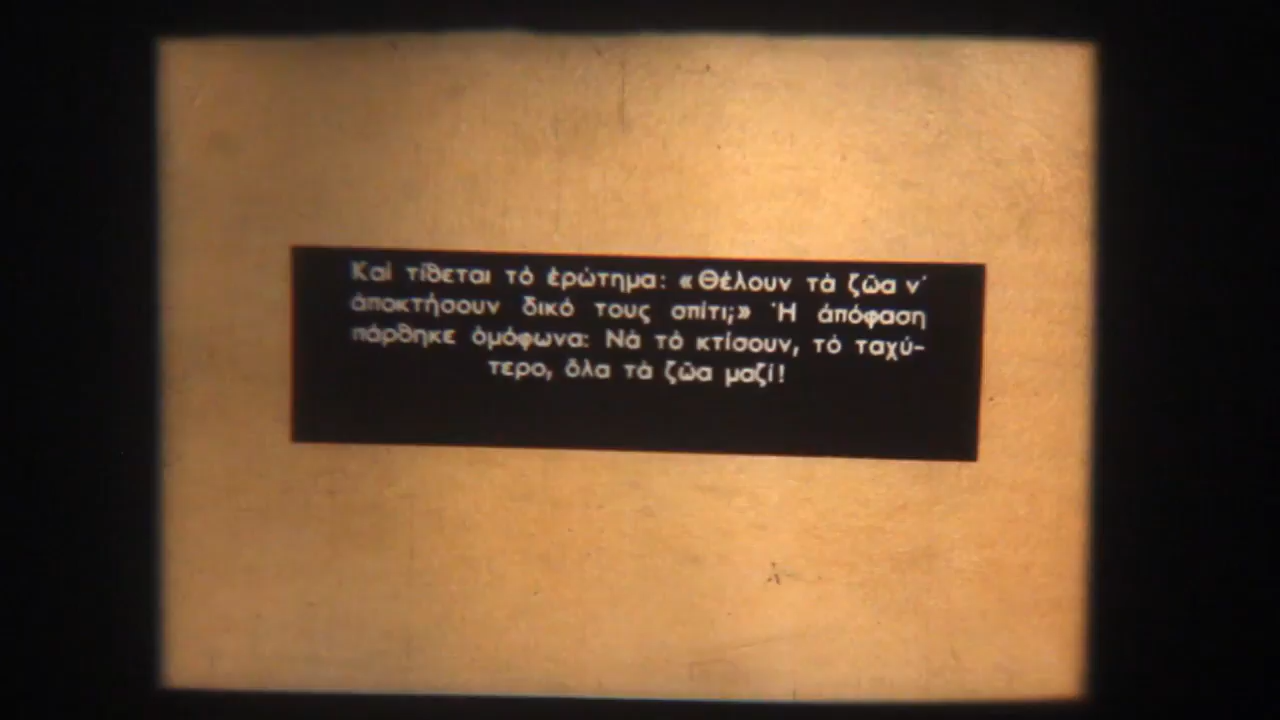 Καὶ τίθεται τὸ ἐρώτημα: «Θέλουν τὰ ζῶα ν'
ἀποκτήσουν δικό τους σπίτι;» Ἡ ἀπόφαση
πάρθηκε ὁμόφωνα: Νὰ τὸ κτίσουν, τὸ ταχύ-
τερο, ὅλα τὰ ζῶα μαζί!